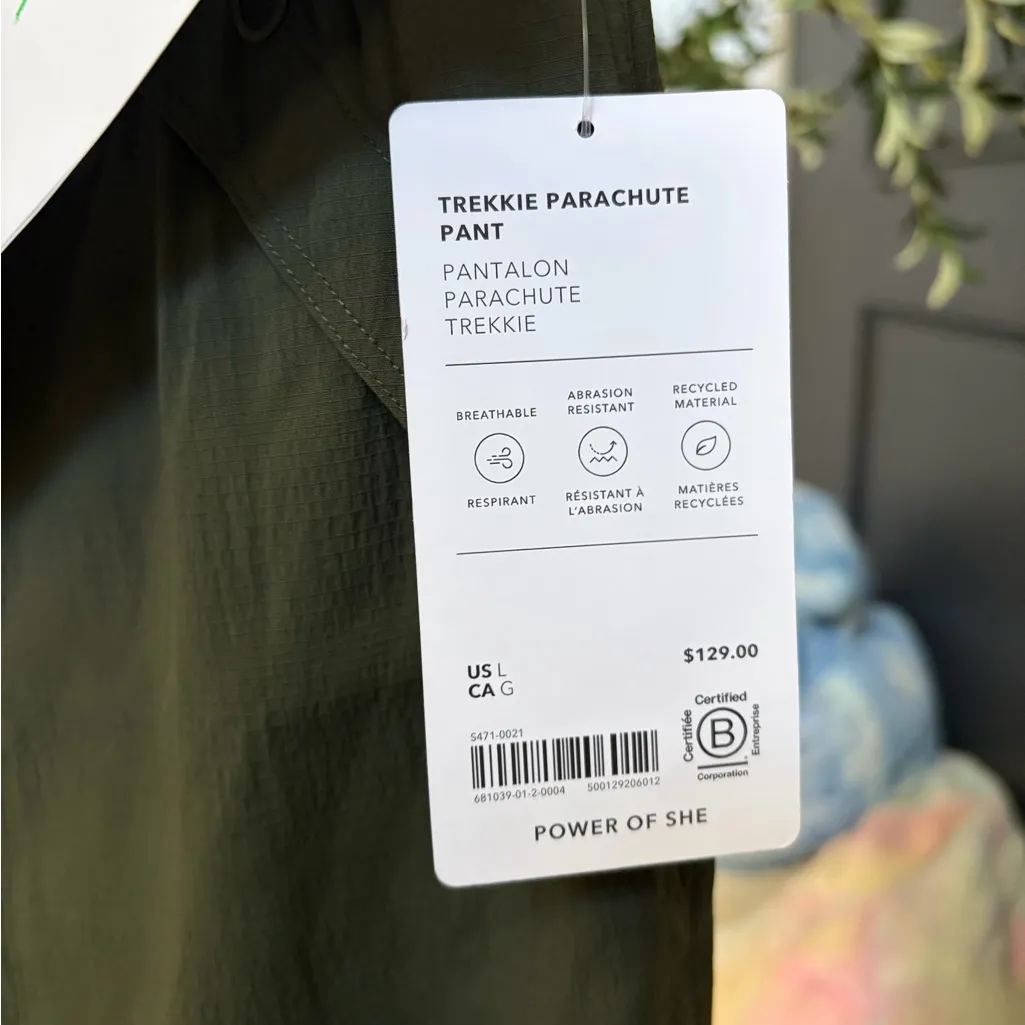 TREKKIE PARACHUTE
PANT
PANTALON
PARACHUTE
TREKKIE
BREATHABLE
RESPIRANT
ABRASION
RESISTANT
RÉSISTANT À
L'ABRASION
RECYCLED
MATERIAL
MATIÈRES
RECYCLÉES
US L
CA G
$129.00
S471-0021
681039-01-2-0004 500129206012
Certified
Certifiée
B
Entreprise
Corporation
POWER OF SHE